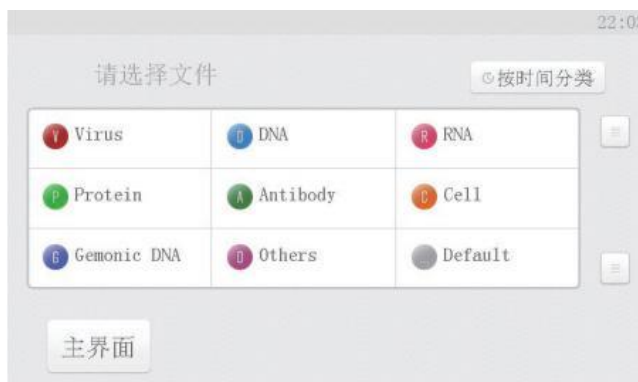 22:03
请选择文件
按时间分类
V Virus
D DNA
R RNA
P Protein
A Antibody
C Cell
G Gemonic DNA
O Others
Default
主界面